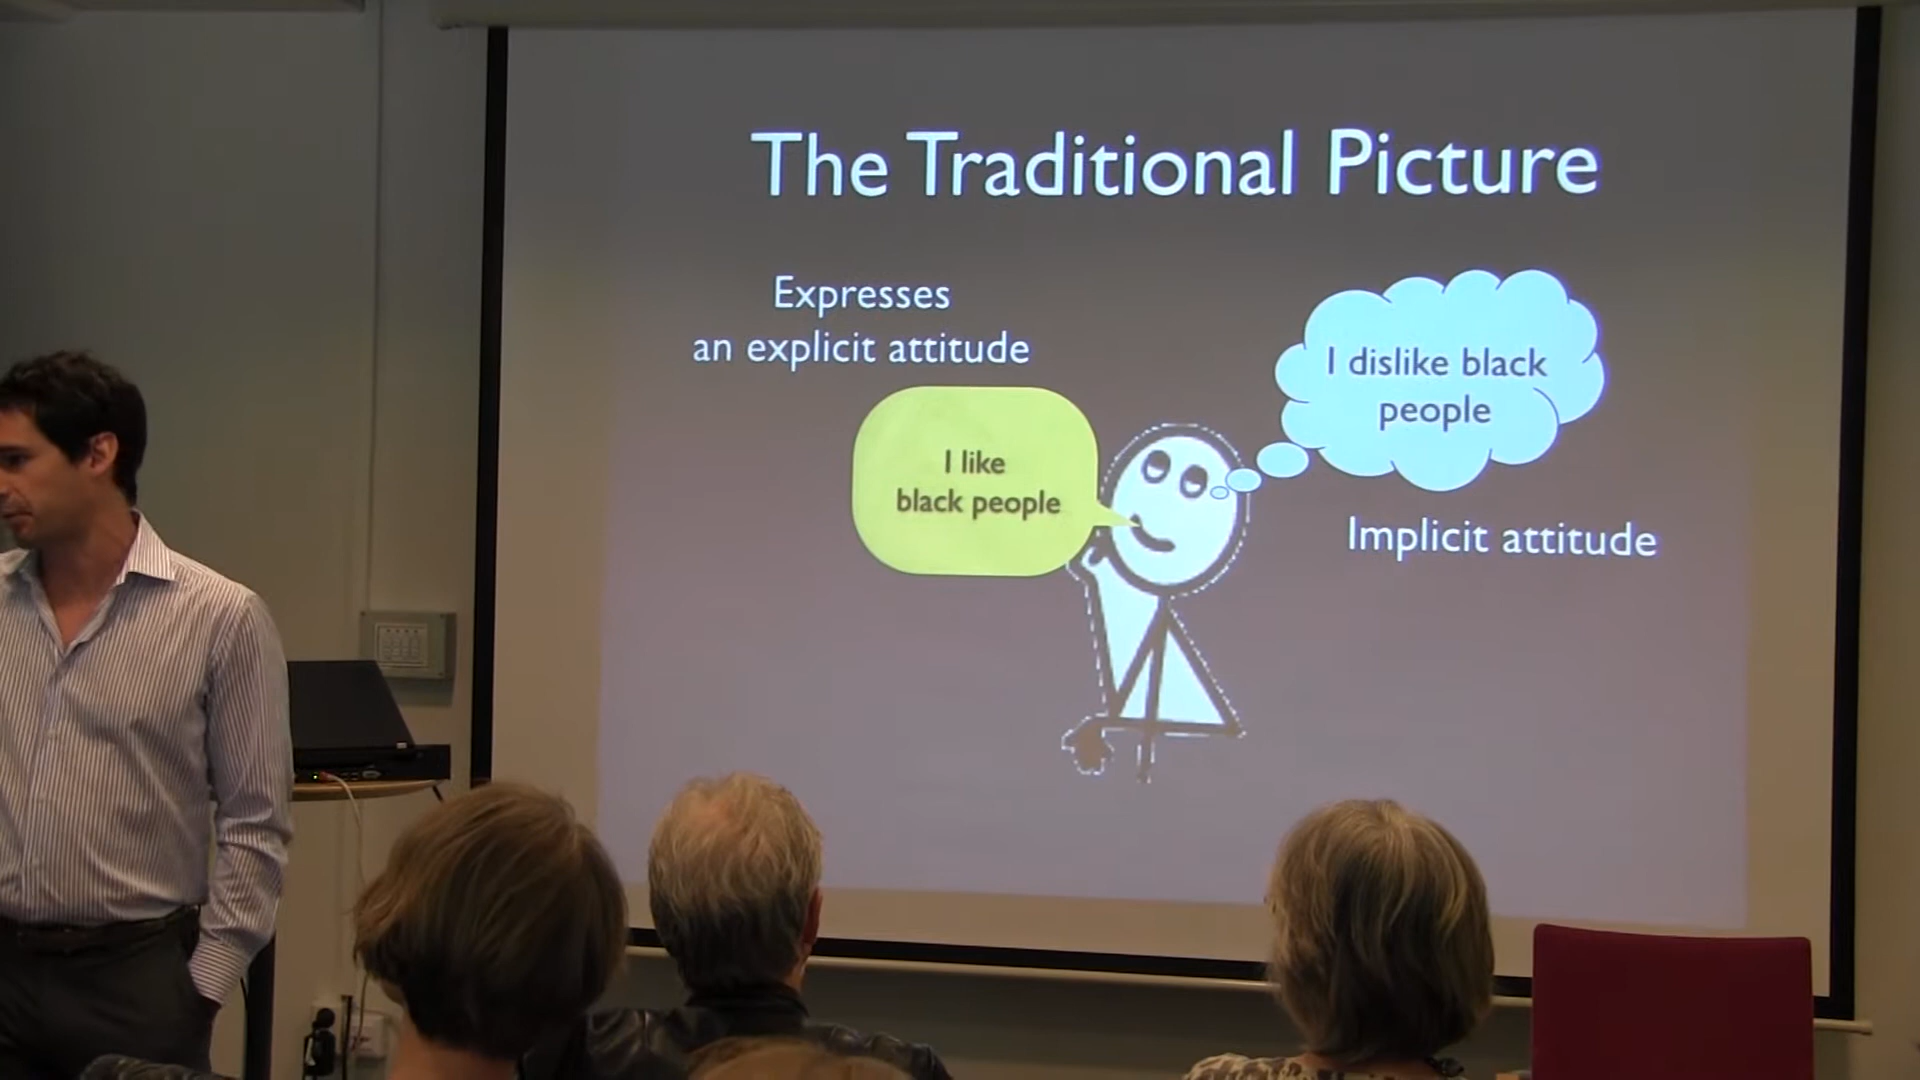 The Traditional Picture
Expresses
an explicit attitude
I like
black people
I dislike black
people
Implicit attitude